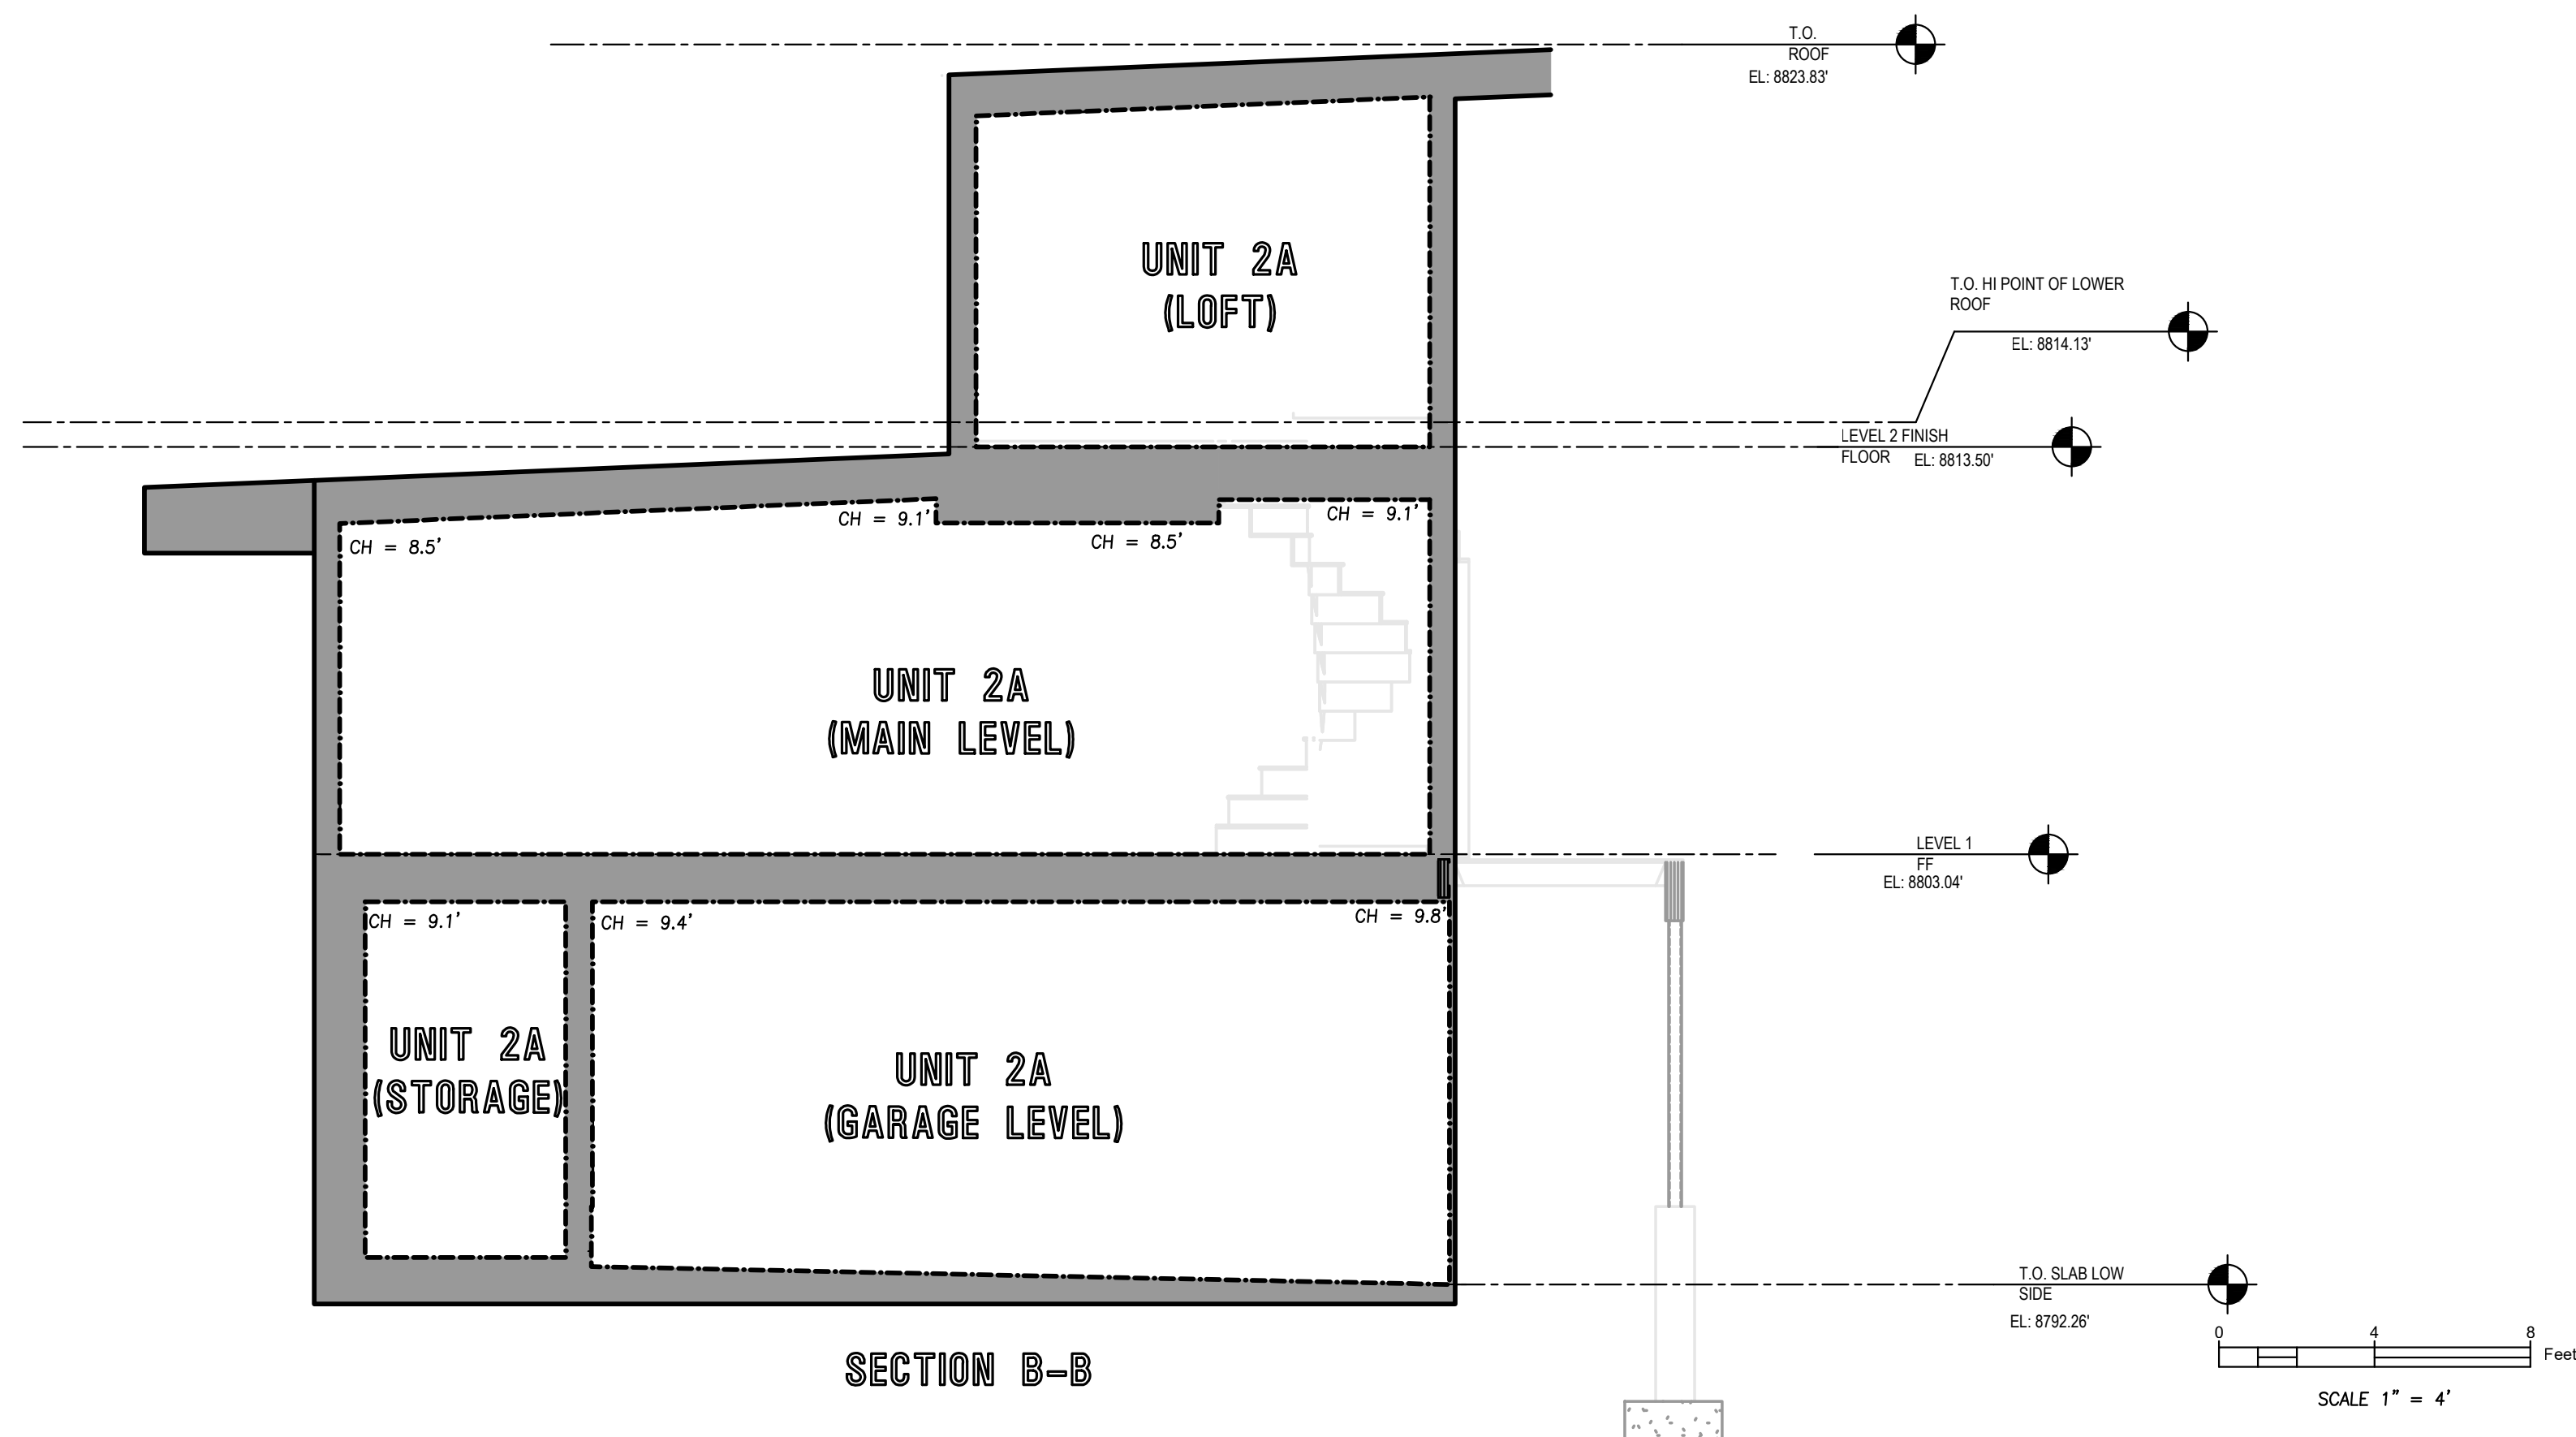 T.O.
ROOF
EL: 8823.83'
UNIT 2A
(LOFT)
T.O. HI POINT OF LOWER
ROOF
EL: 8814.13'
LEVEL 2 FINISH
FLOOR EL: 8813.50'
CH = 9.1'
CH = 9.1'
CH = 8.5'
CH = 8.5'
UNIT 2A
(MAIN LEVEL)
LEVEL 1
FF
EL: 8803.04'
CH = 9.1'
CH = 9.4'
CH = 9.8'
UNIT 2A
(STORAGE)
UNIT 2A
(GARAGE LEVEL)
T.O. SLAB LOW
SIDE
EL: 8792.26'
0 4 8
Feet
SCALE 1" = 4'
SECTION B-B